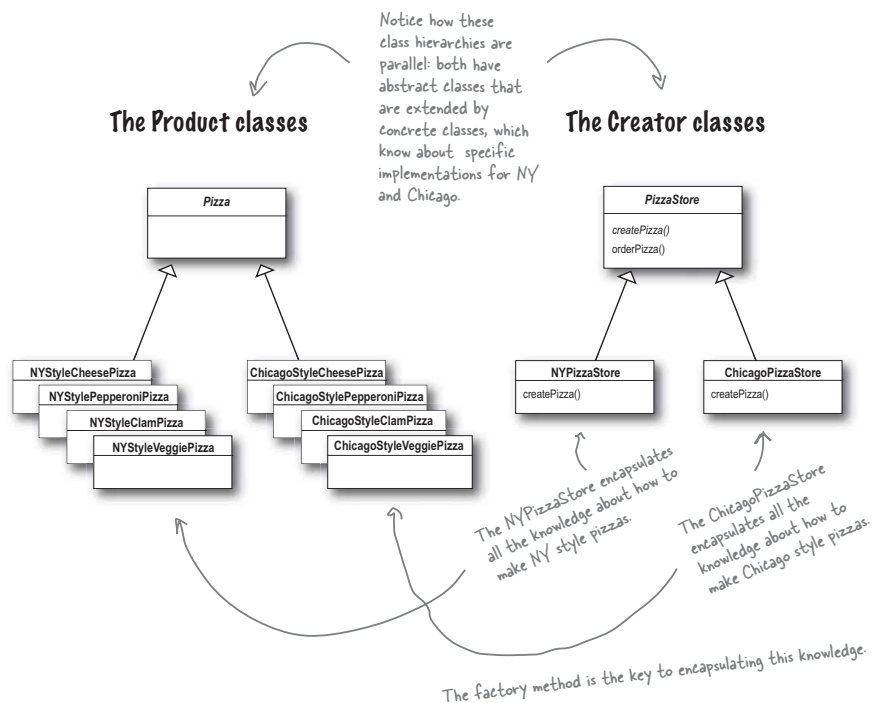 Notice how these
class hierarchies are
parallel: both have
abstract classes that
are extended by
concrete classes, which
know about specific
implementations for NY
and Chicago.
The Product classes
The Creator classes
Pizza
PizzaStore
createPizza()
orderPizza()
NYStyleCheesePizza
NYStylePepperoniPizza
NYStyleClamPizza
NYStyleVeggiePizza
ChicagoStyleCheesePizza
ChicagoStylePepperoniPizza
ChicagoStyleClamPizza
ChicagoStyleVeggiePizza
NYPizzaStore
createPizza()
ChicagoPizzaStore
createPizza()
The NYPizzaStore encapsulates
all the knowledge about how to
make NY style pizzas.
The ChicagoPizzaStore
encapsulates all the
knowledge about how to
make Chicago style pizzas.
The factory method is the key to encapsulating this knowledge.